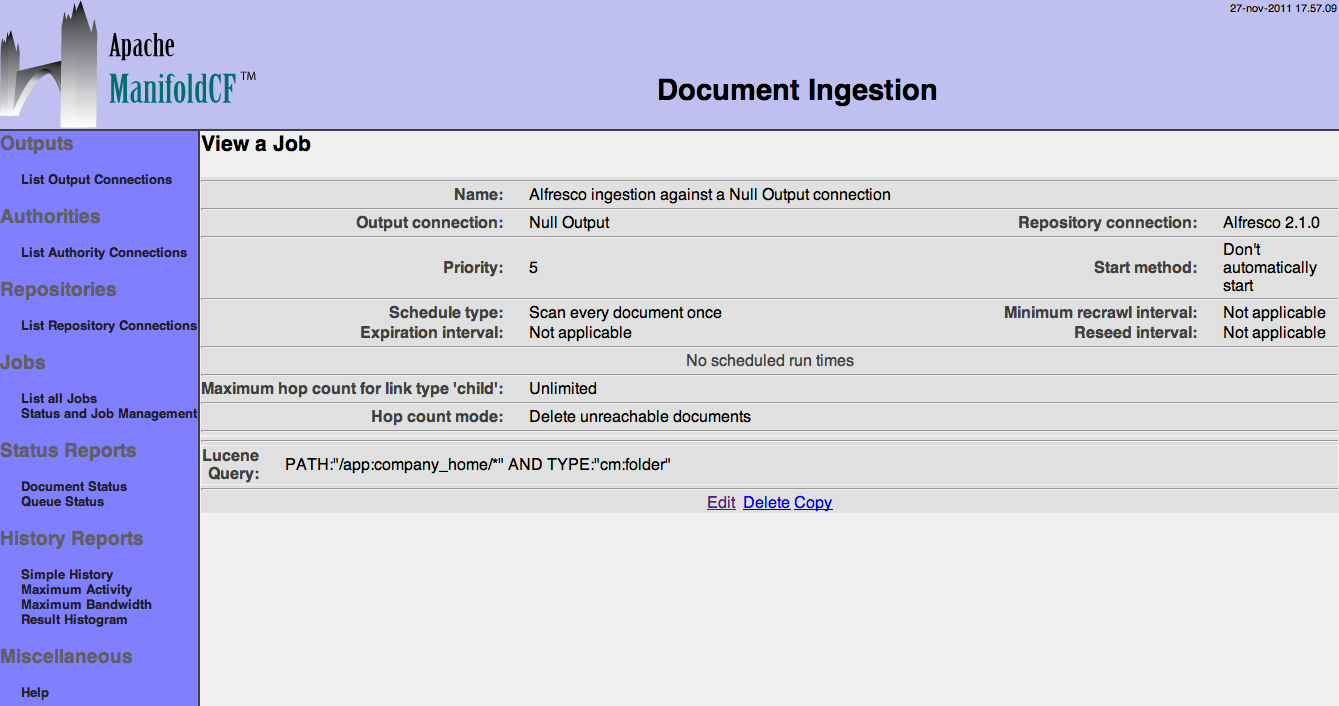 27-nov-2011 17.57.09
Apache
ManifoldCF™
Document Ingestion
Outputs
List Output Connections
Authorities
List Authority Connections
Repositories
List Repository Connections
Jobs
List all Jobs
Status and Job Management
Status Reports
Document Status
Queue Status
History Reports
Simple History
Maximum Activity
Maximum Bandwidth
Result Histogram
Miscellaneous
Help
View a Job
Name: Alfresco ingestion against a Null Output connection
Output connection: Null Output Repository connection: Alfresco 2.1.0
Priority: 5 Start method: Don't
automatically
start
Schedule type: Scan every document once Minimum recrawl interval: Not applicable
Expiration interval: Not applicable Reseed interval: Not applicable
No scheduled run times
Maximum hop count for link type 'child': Unlimited
Hop count mode: Delete unreachable documents
Lucene
Query: PATH:"/app:company_home/*" AND TYPE:"cm:folder"
Edit Delete Copy